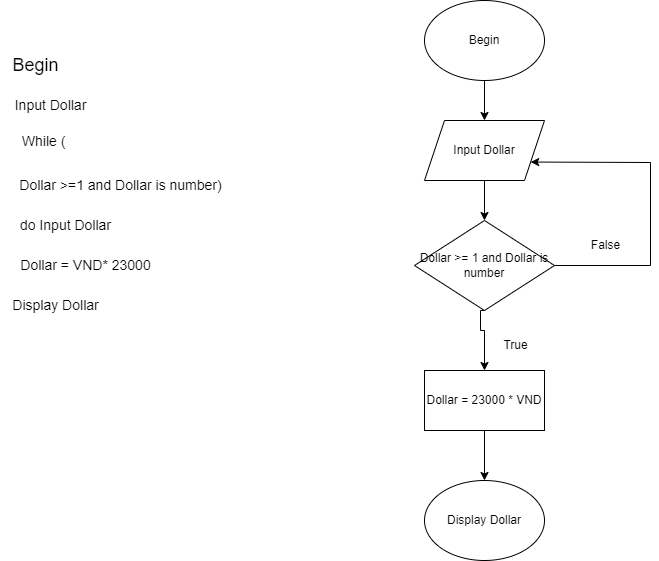 Begin
Input Dollar
While (
Dollar >=1 and Dollar is number)
do Input Dollar
Dollar = VND* 23000
Display Dollar
Begin
Input Dollar
Dollar >= 1 and Dollar is
number
False
True
Dollar = 23000 * VND
Display Dollar